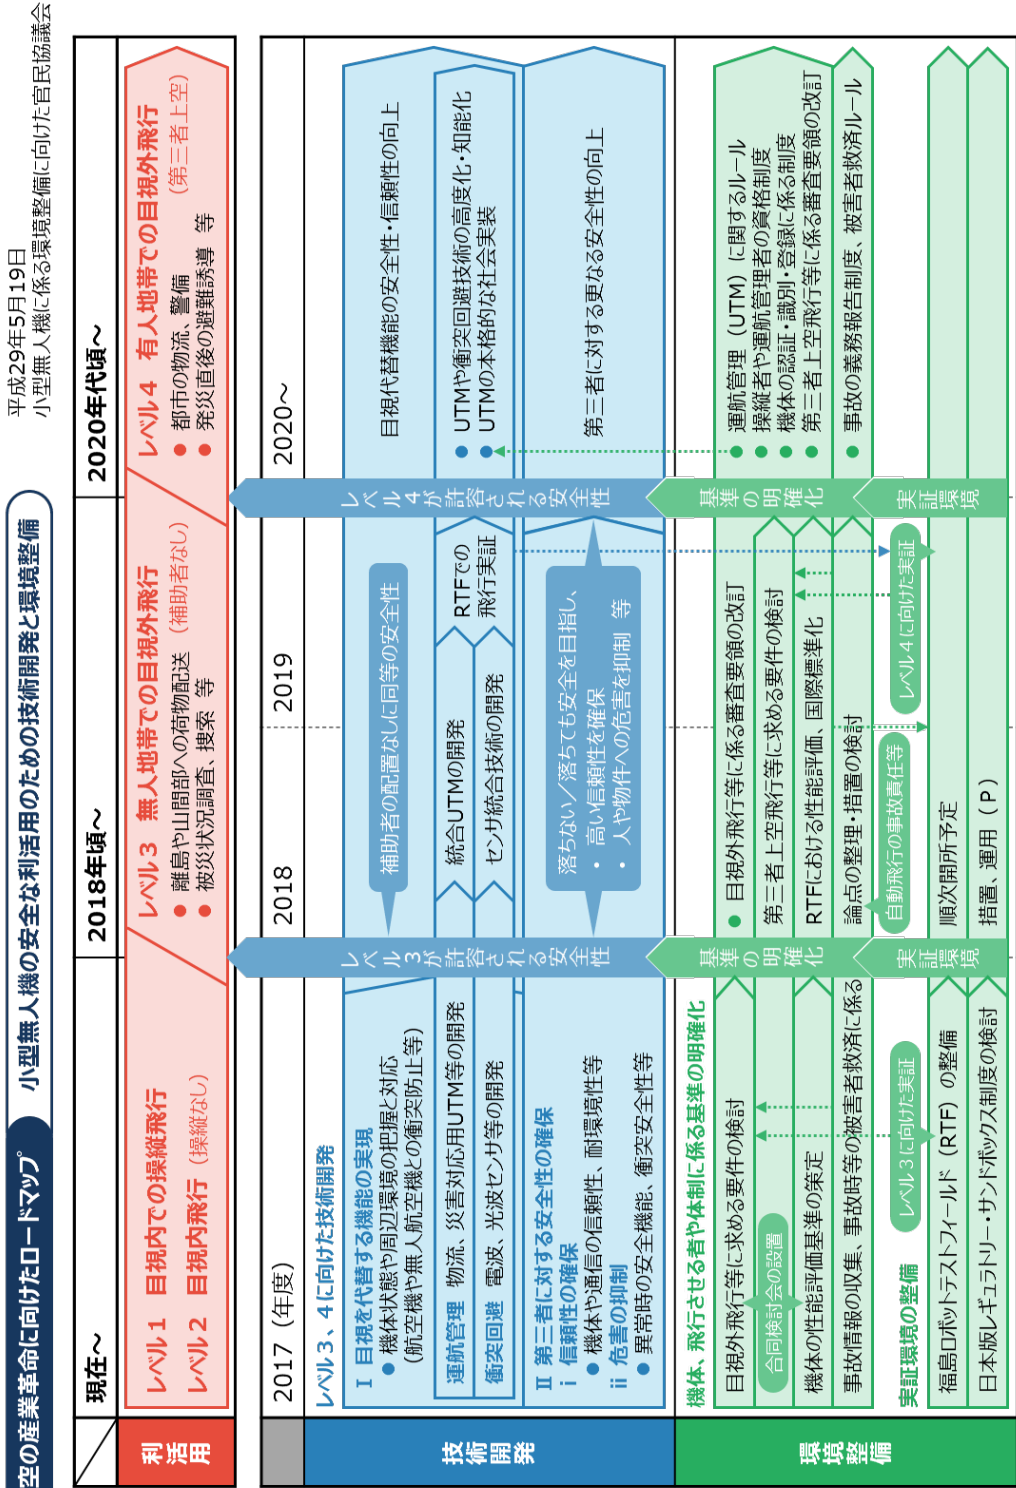 空の産業革命に向けたロードマップ
小型無人機の安全な利活用のための技術開発と環境整備
平成29年5月19日
小型無人機に係る環境整備に向けた官民協議会
現在～
2018年頃～
2020年代頃～
利活用
レベル1 目視内での操縦飛行
レベル2 目視内飛行（操縦なし）
レベル3 無人地帯での目視外飛行（補助者なし）
● 離島や山間部への荷物配送
● 被災状況調査、捜索 等
レベル4 有人地帯での目視外飛行
（第三者上空）
● 都市の物流、警備
● 発災直後の避難誘導 等
2017（年度）
2018
2019
2020～
技術開発
レベル3、4に向けた技術開発
Ⅰ 目視を代替する機能の実現
● 機体状態や周辺環境の把握と対応
（航空機や無人航空機との衝突防止等）
補助者の配置なしに同等の安全性
目視代替機能の安全性・信頼性の向上
運航管理 物流、災害対応用UTM等の開発
統合UTMの開発
衝突回避 電波、光波センサ等の開発
センサ統合技術の開発
RTFでの
飛行実証
● UTMや衝突回避技術の高度化・知能化
● UTMの本格的な社会実装
Ⅱ 第三者に対する安全性の確保
ⅰ 信頼性の確保
● 機体や通信の信頼性、耐環境性等
ⅱ 危害の抑制
● 異常時の安全機能、衝突安全性等
落ちない／落ちても安全を目指し、
・ 高い信頼性を確保
・ 人や物件への危害を抑制 等
第三者に対する更なる安全性の向上
レベル3が許容される安全性
レベル4が許容される安全性
環境整備
機体、飛行させる者や体制に係る基準の明確化
基準の明確化
基準の明確化
目視外飛行等に求める要件の検討
● 目視外飛行等に係る審査要領の改訂
合同検討会の設置
第三者上空飛行等に求める要件の検討
機体の性能評価基準の策定
RTFにおける性能評価、国際標準化
● 運航管理（UTM）に関するルール
● 操縦者や運航管理者の資格制度
● 機体の認証・識別・登録に係る制度
● 第三者上空飛行等に係る審査要領の改訂
事故情報の収集、事故時等の被害者救済に係る
論点の整理・措置の検討
● 事故の義務報告制度、被害者救済ルール
自動飛行の事故責任等
実証環境の整備
レベル3に向けた実証
レベル4に向けた実証
実証環境
実証環境
福島ロボットテストフィールド（RTF）の整備
順次開所予定
日本版レギュラトリー・サンドボックス制度の検討
措置、運用（P）